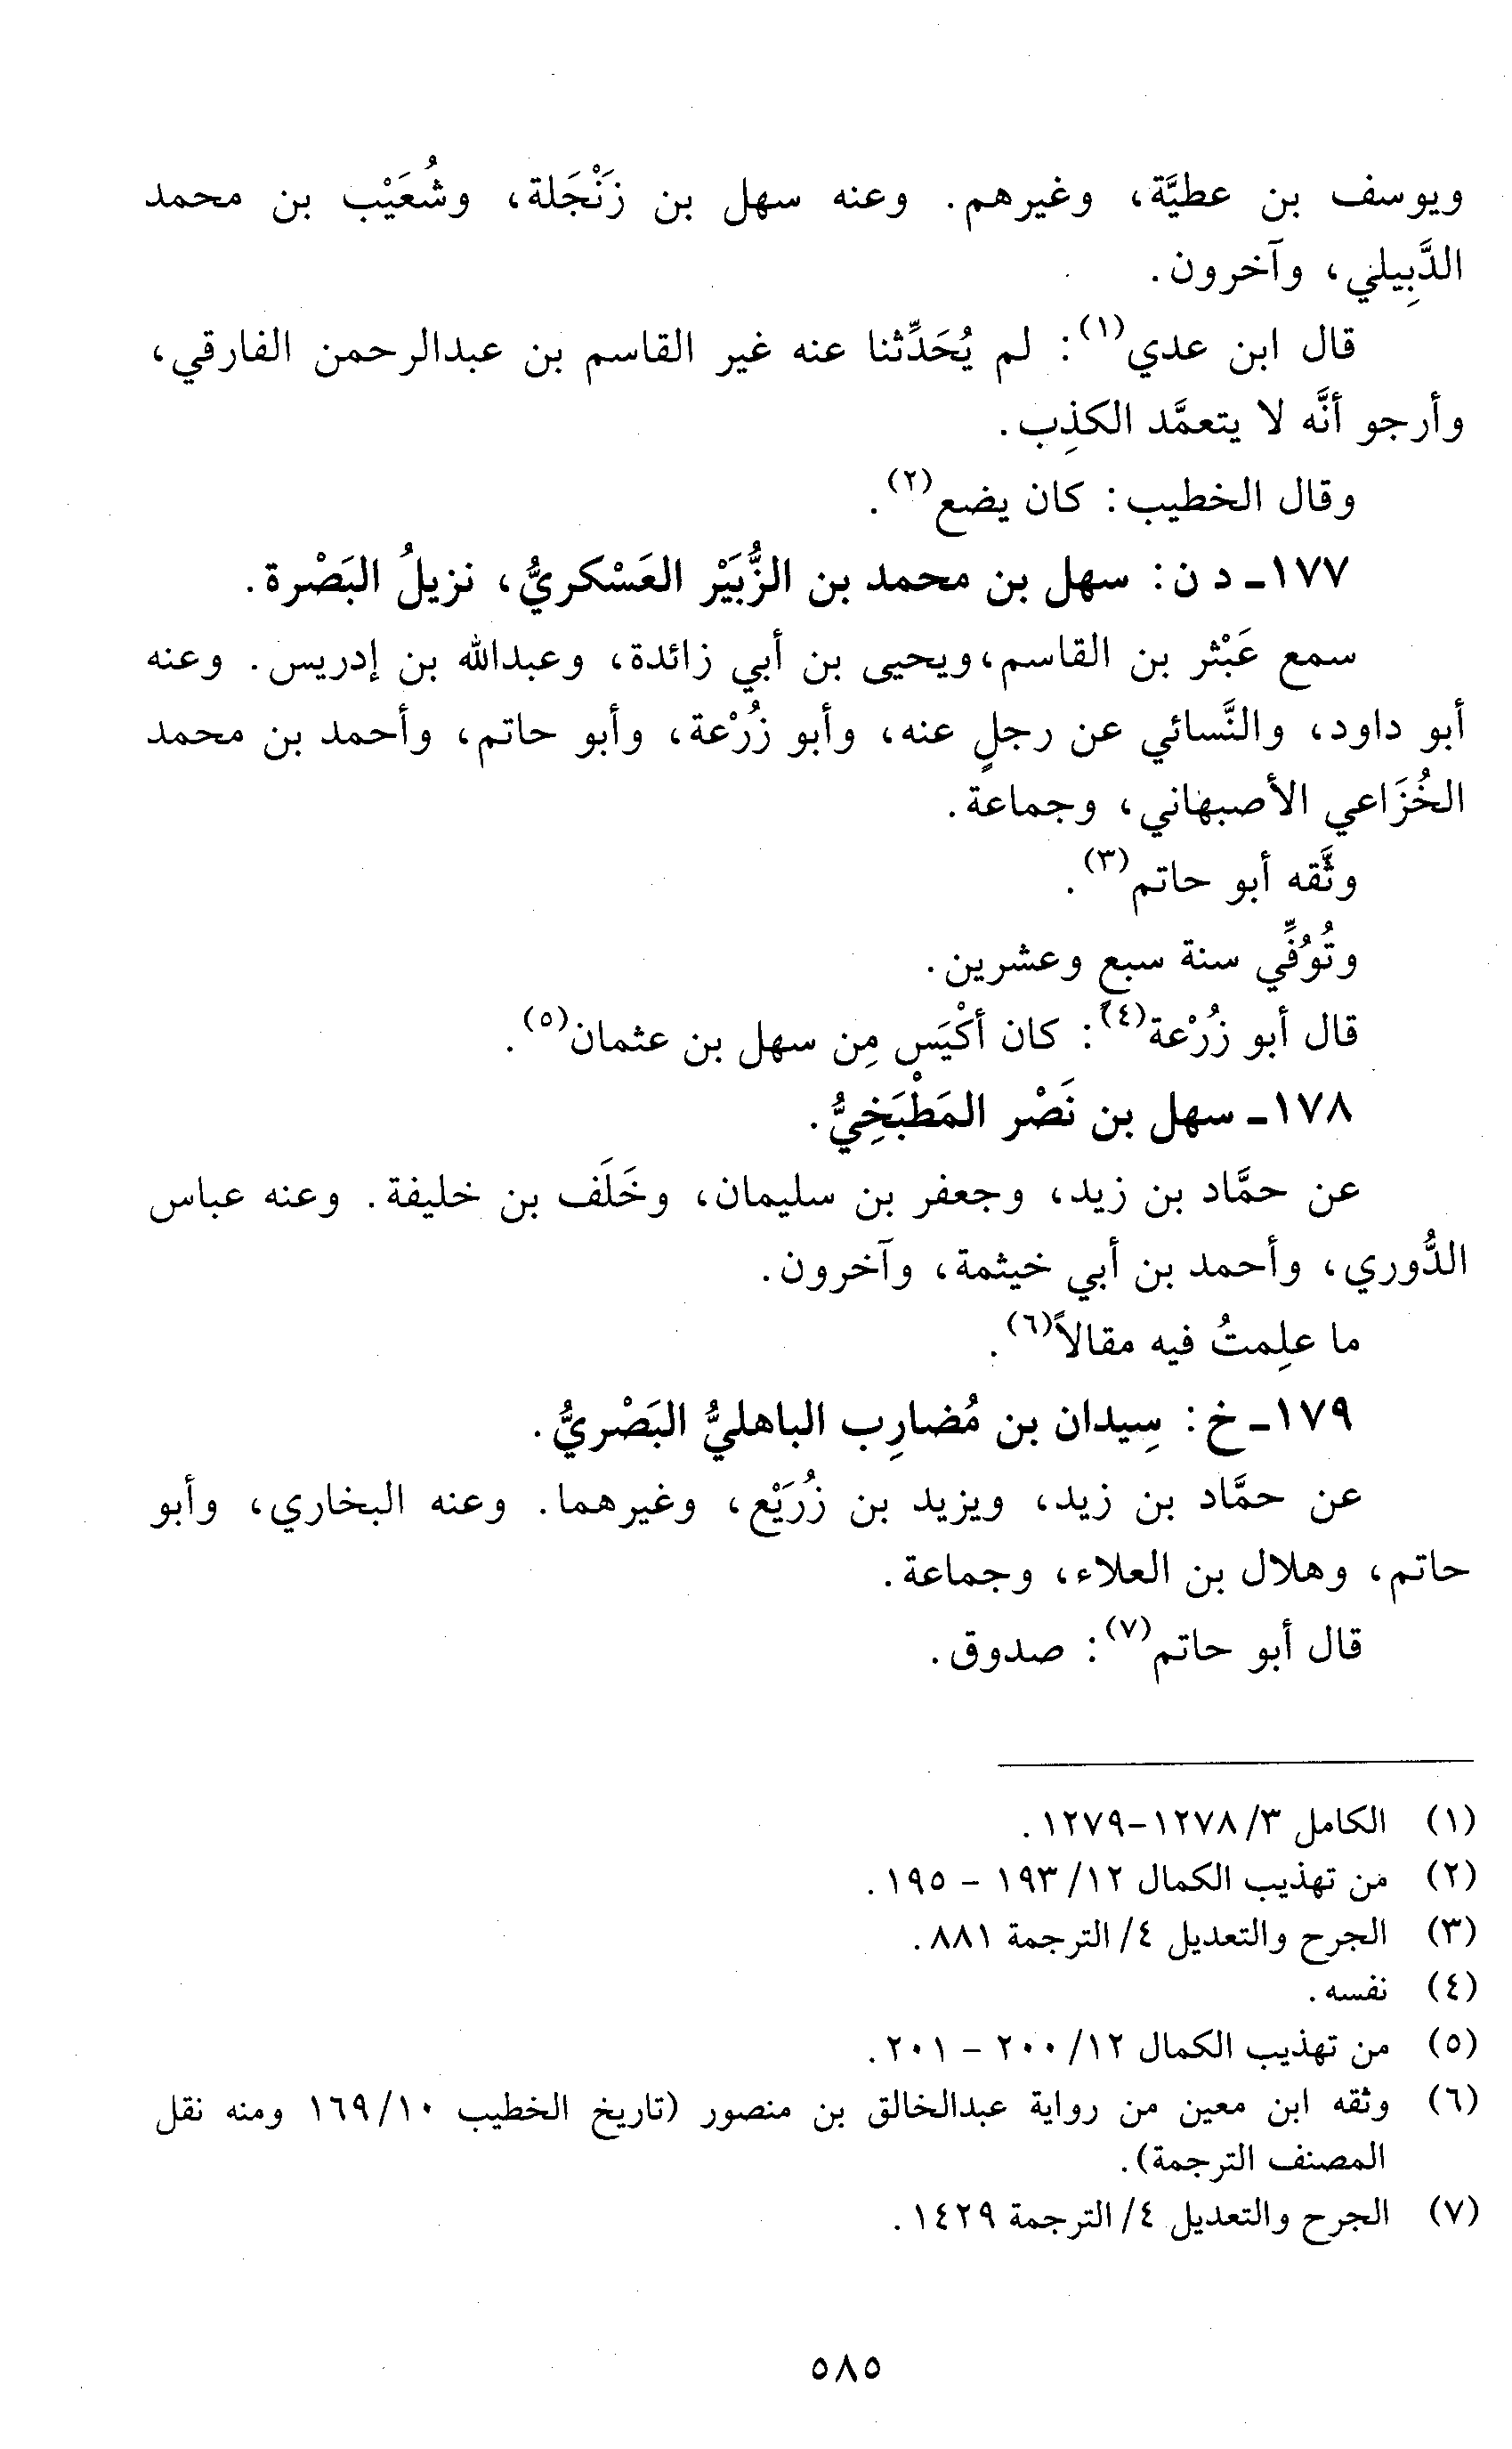 ويوسف بن عطيَّة، وغيرهم. وعنه سهل بن زَنْجَلة، وشُعَيْب بن محمد
الدَّبِيلي، وآخرون.
قال ابن عدي(١): لم يُحَدِّثنا عنه غير القاسم بن عبدالرحمن الفارقي،
وأرجو أنَّه لا يتعمَّد الكذِب.
وقال الخطيب: كان يضع(٢).
١٧٧ـ د ن: سهل بن محمد بن الزُّبَيْر العَسْكريُّ، نزيلُ البَصْرة.
سمع عَبْثر بن القاسم،ويحيى بن أبي زائدة، وعبدالله بن إدريس. وعنه
أبو داود، والنَّسائي عن رجلٍ عنه، وأبو زُرْعة، وأبو حاتم، وأحمد بن محمد
الخُزَاعي الأصبهاني، وجماعة.
وثَّقه أبو حاتم(٣).
وتُوُفِّي سنة سبعٍ وعشرين.
قال أبو زُرْعة(٤): كان أكْيَس مِن سهل بن عثمان(٥).
١٧٨ـ سهل بن نَصْر المَطْبَخِيُّ.
عن حمَّاد بن زيد، وجعفر بن سليمان، وخَلَف بن خليفة. وعنه عباس
الدُّوري، وأحمد بن أبي خيثمة، وآخرون.
ما علِمتُ فيه مقالاً(٦).
١٧٩ـ خ: سِيدان بن مُضارِب الباهليُّ البَصْريُّ.
عن حمَّاد بن زيد، ويزيد بن زُرَيْع، وغيرهما. وعنه البخاري، وأبو
حاتم، وهلال بن العلاء، وجماعة.
قال أبو حاتم(٧): صدوق.
(١) الكامل ٣/ ١٢٧٨-١٢٧٩.
(٢) من تهذيب الكمال ١٢/ ١٩٣ - ١٩٥.
(٣) الجرح والتعديل ٤/ الترجمة ٨٨١.
(٤) نفسه.
(٥) من تهذيب الكمال ١٢/ ٢٠٠ - ٢٠١.
(٦) وثقه ابن معين من رواية عبدالخالق بن منصور (تاريخ الخطيب ١٠/ ١٦٩ ومنه نقل
المصنف الترجمة).
(٧) الجرح والتعديل ٤/ الترجمة ١٤٢٩.
٥٨٥